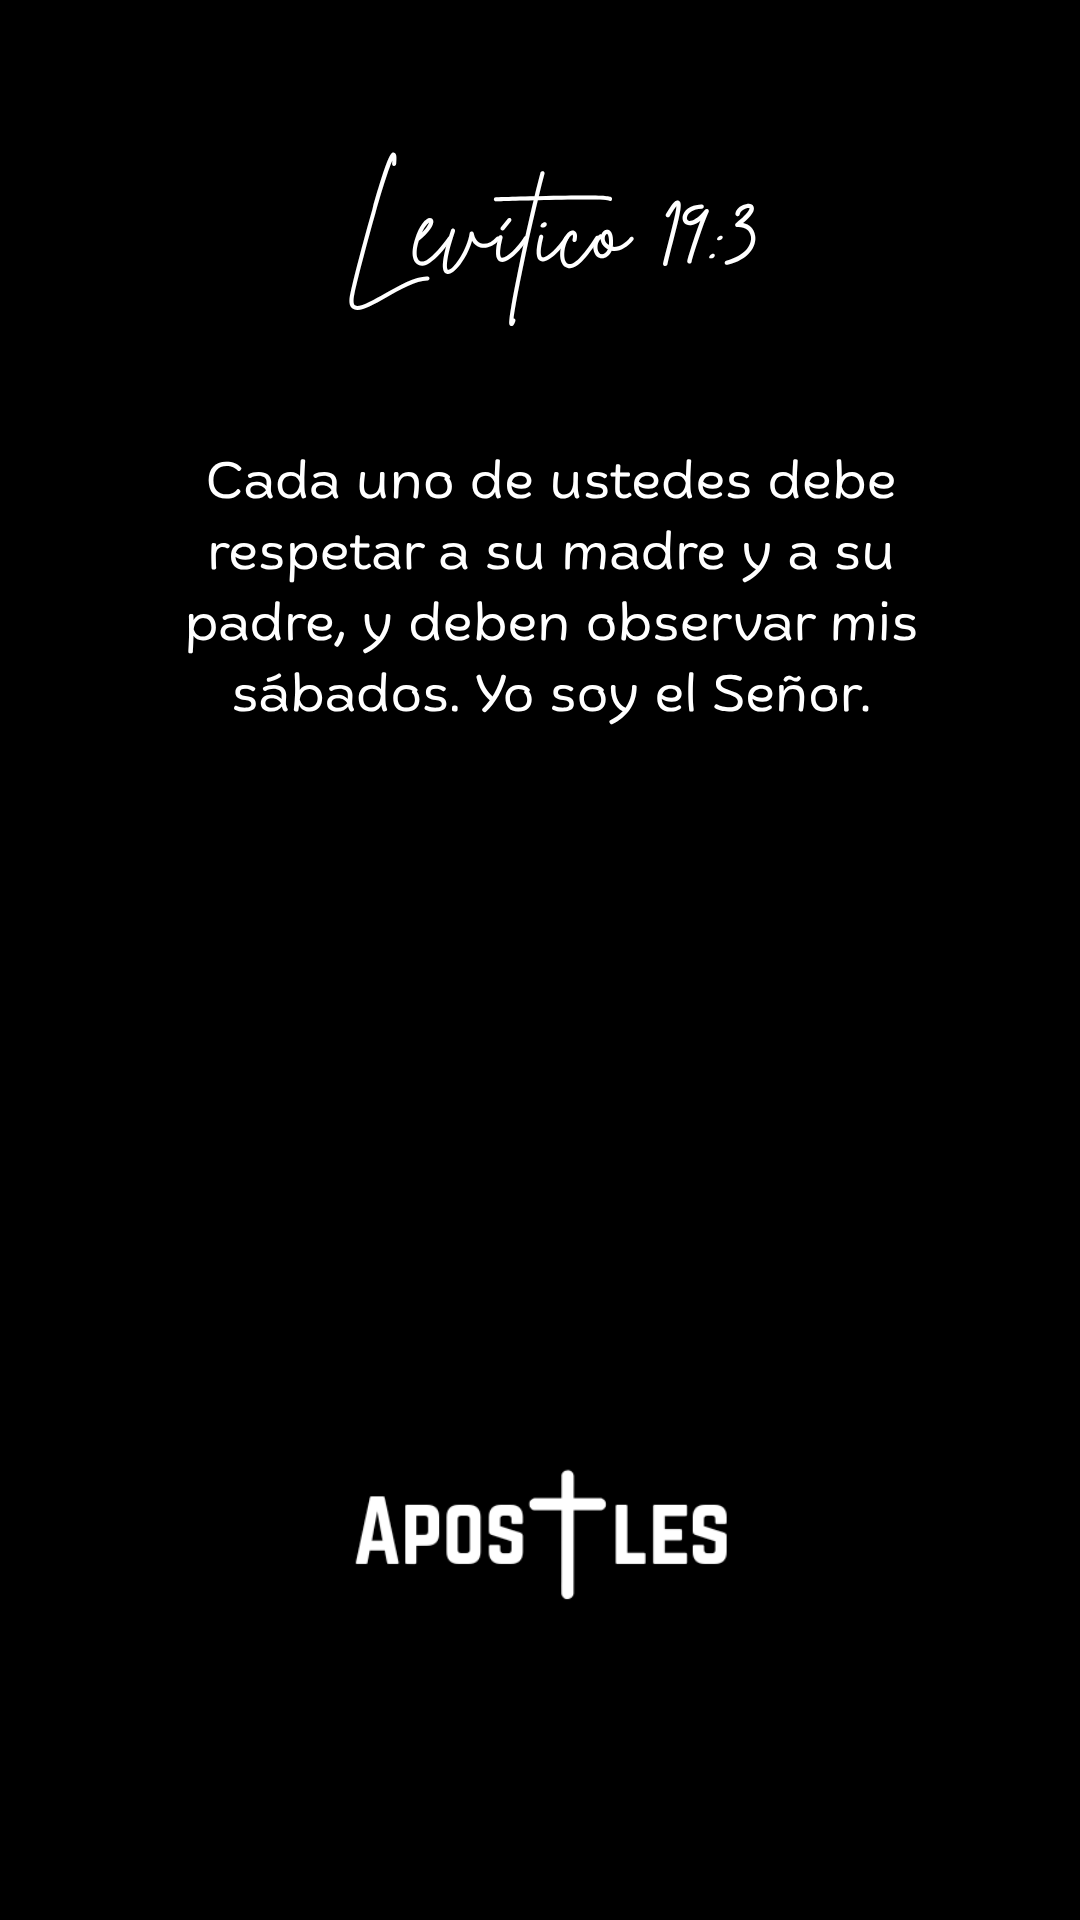 Levítico 19:3
Cada uno de ustedes debe
respetar a su madre y a su
padre, y deben observar mis
sábados. Yo soy el Señor.
APOSTLES